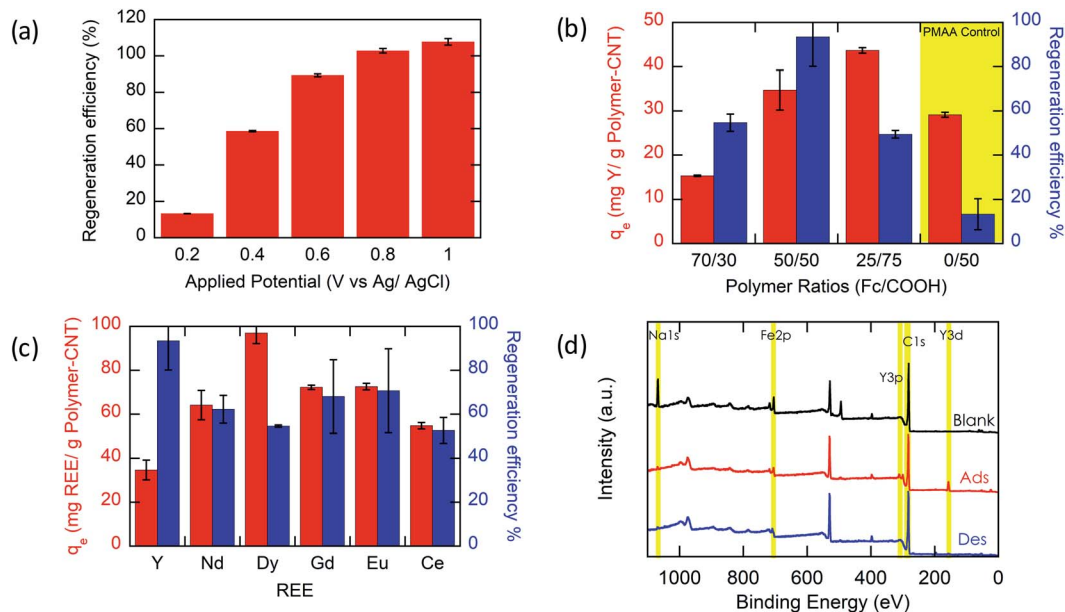 (a)
Regeneration efficiency (%)
120
100
80
60
40
20
0
0.2 0.4 0.6 0.8 1
Applied Potential (V vs Ag/ AgCl)
(b)
q_e (mg Y/ g Polymer-CNT)
50
40
30
20
10
0
PMAA Control
100
80
60
40
20
0
Regeneration efficiency %
70/30 50/50 25/75 0/50
Polymer Ratios (Fc/COOH)
(c)
q_e (mg REE/ g Polymer-CNT)
100
80
60
40
20
0
100
80
60
40
20
0
Regeneration efficiency %
Y Nd Dy Gd Eu Ce
REE
(d)
Intensity (a.u.)
Na1s Fe2p Y3p C1s Y3d
Blank
Ads
Des
1000 800 600 400 200 0
Binding Energy (eV)